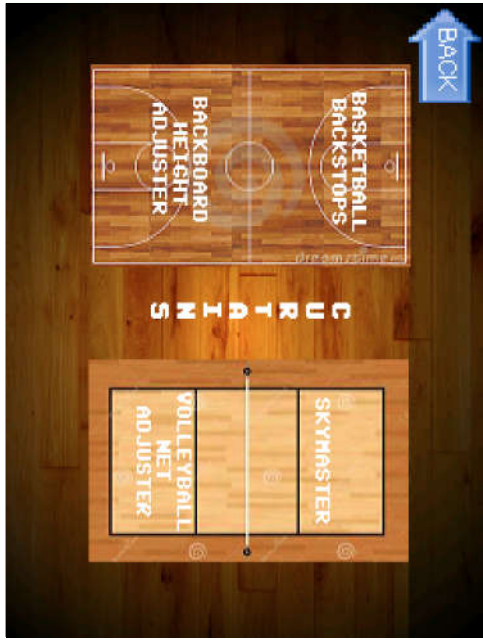 BACK
BASKETBALL
BACKSTOPS
BACKBOARD
HEIGHT
ADJUSTER
CURTAINS
SKYMASTER
VOLLEYBALL
NET
ADJUSTER